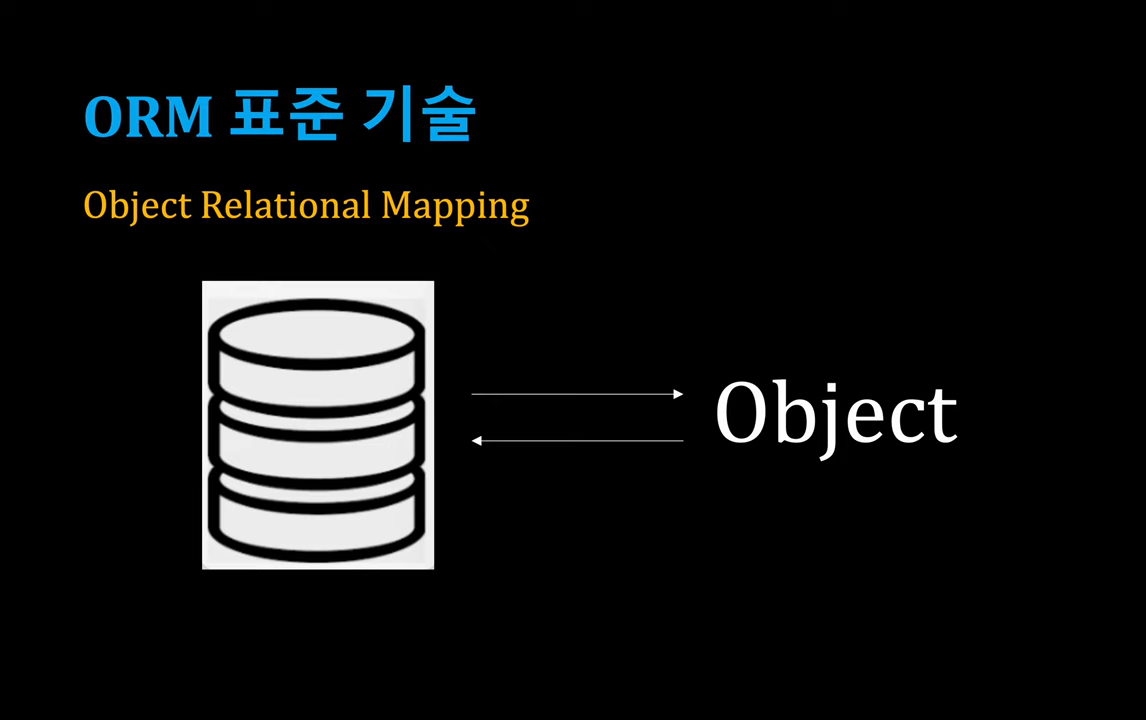 ORM 표준 기술
Object Relational Mapping
Object